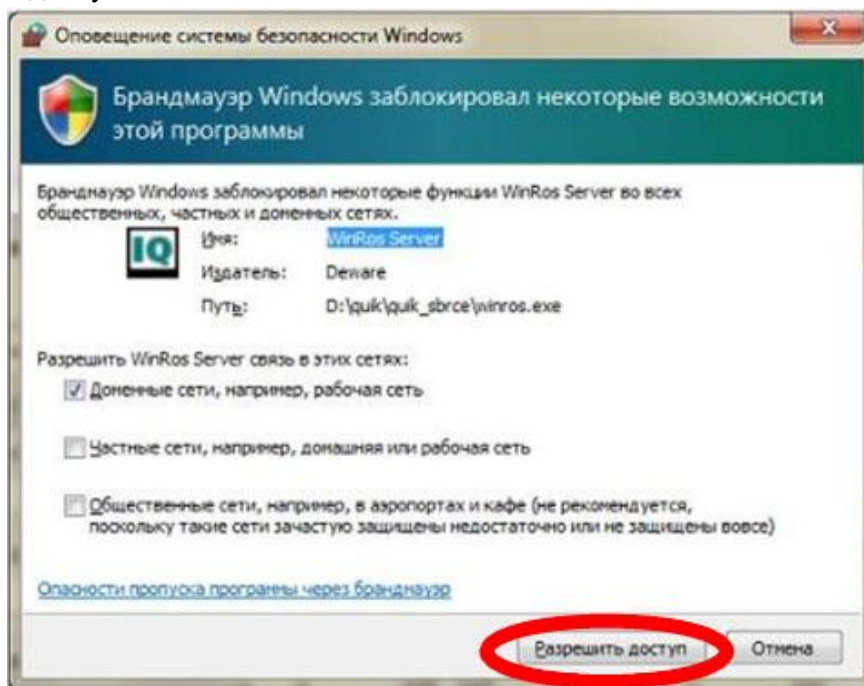 Оповещение системы безопасности Windows
Брандмауэр Windows заблокировал некоторые возможности
этой программы
Брандмауэр Windows заблокировал некоторые функции WinRos Server во всех
общественных, частных и доменных сетях.
IQ
Имя: WinRos Server
Издатель: Deware
Путь: D:\quik\quik_sbrce\winros.exe
Разрешить WinRos Server связь в этих сетях:
Доменные сети, например, рабочая сеть
Частные сети, например, домашняя или рабочая сеть
Общественные сети, например, в аэропортах и кафе (не рекомендуется,
поскольку такие сети зачастую защищены недостаточно или не защищены вовсе)
Опасности пропуска программы через брандмауэр
Разрешить доступ Отмена